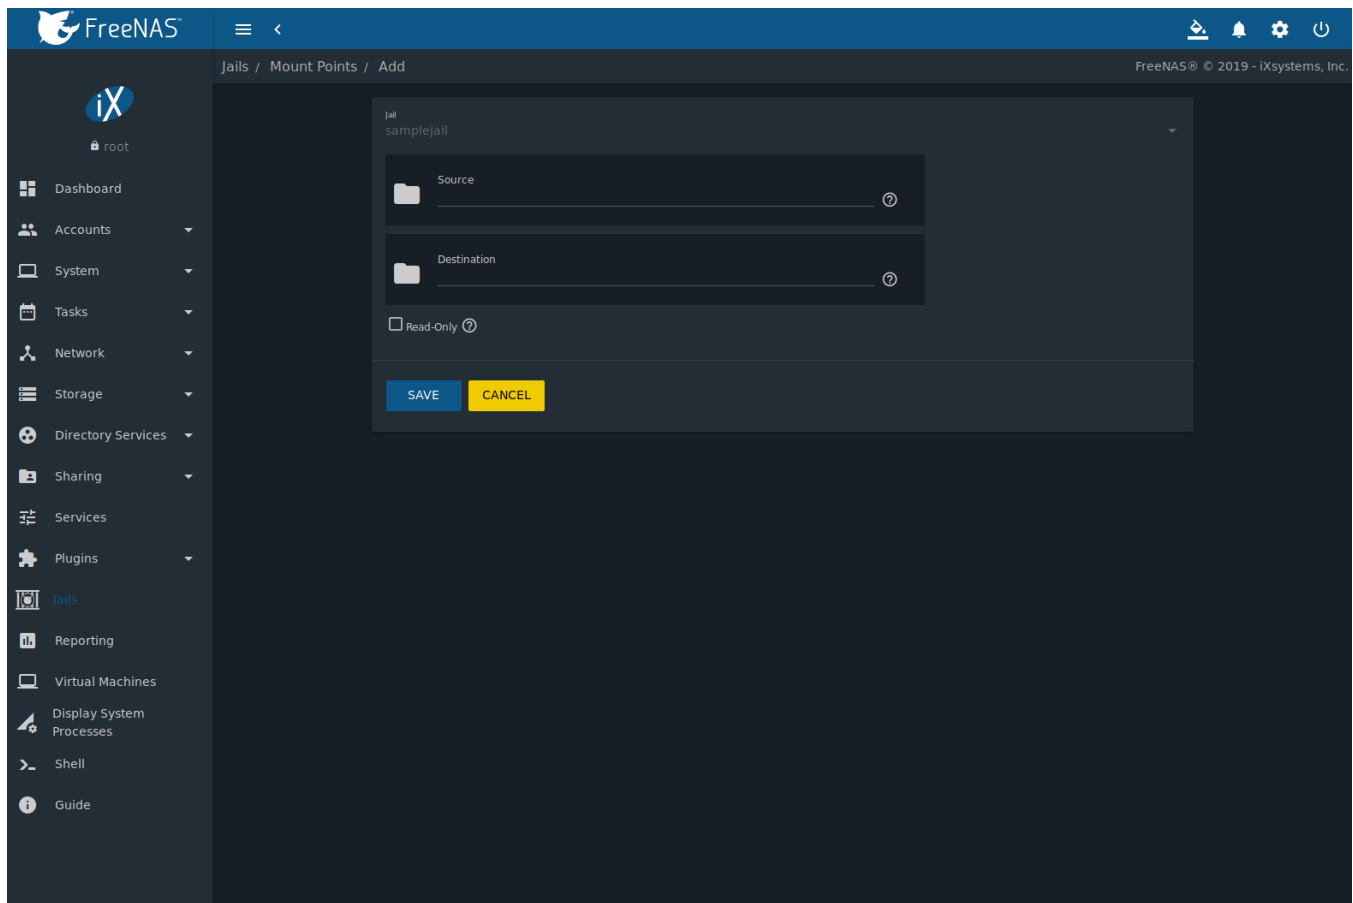 FreeNAS™
Jails / Mount Points / Add
FreeNAS® © 2019 - iXsystems, Inc.
iX
root
Dashboard
Accounts
System
Tasks
Network
Storage
Directory Services
Sharing
Services
Plugins
Jails
Reporting
Virtual Machines
Display System
Processes
Shell
Guide
Jail
samplejail
Source
Destination
Read-Only
SAVE CANCEL